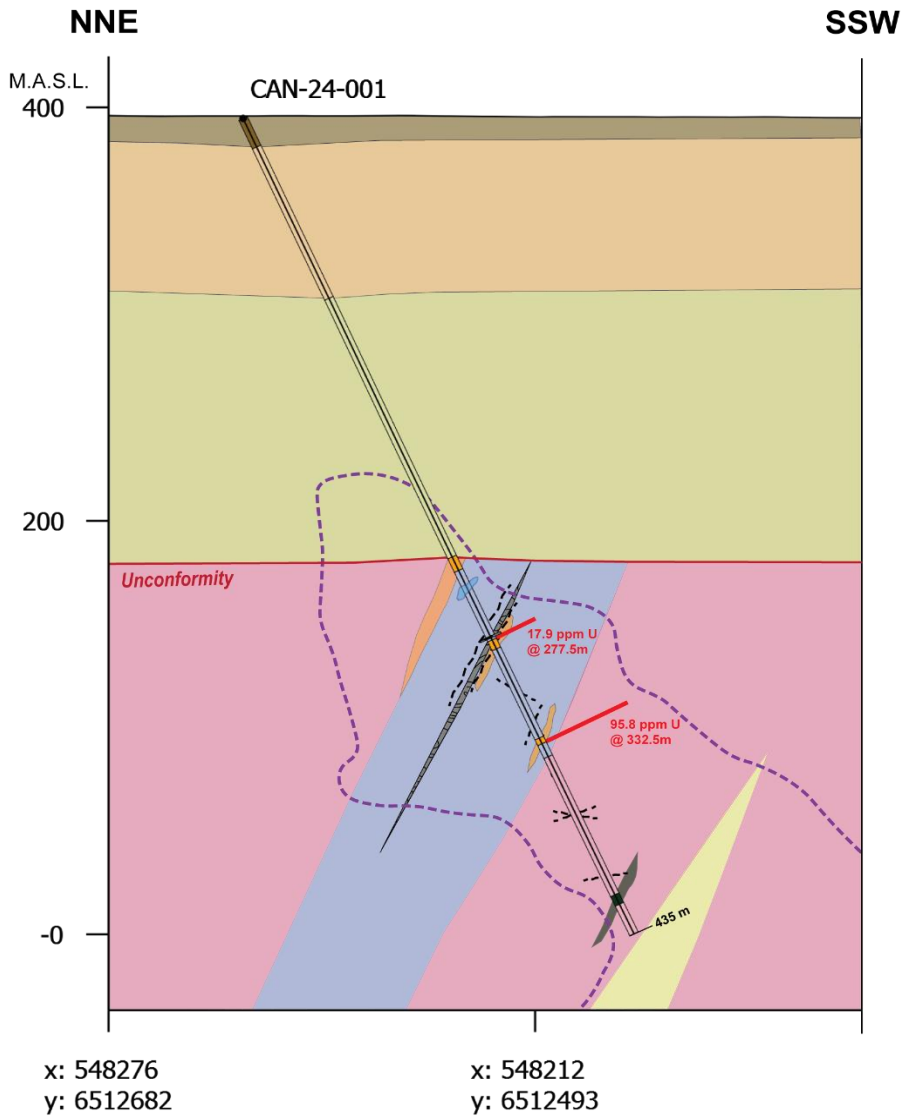 NNE
SSW
M.A.S.L.
400
CAN-24-001
200
Unconformity
17.9 ppm U
@ 277.5m
95.8 ppm U
@ 332.5m
435 m
-0
x: 548276
y: 6512682
x: 548212
y: 6512493